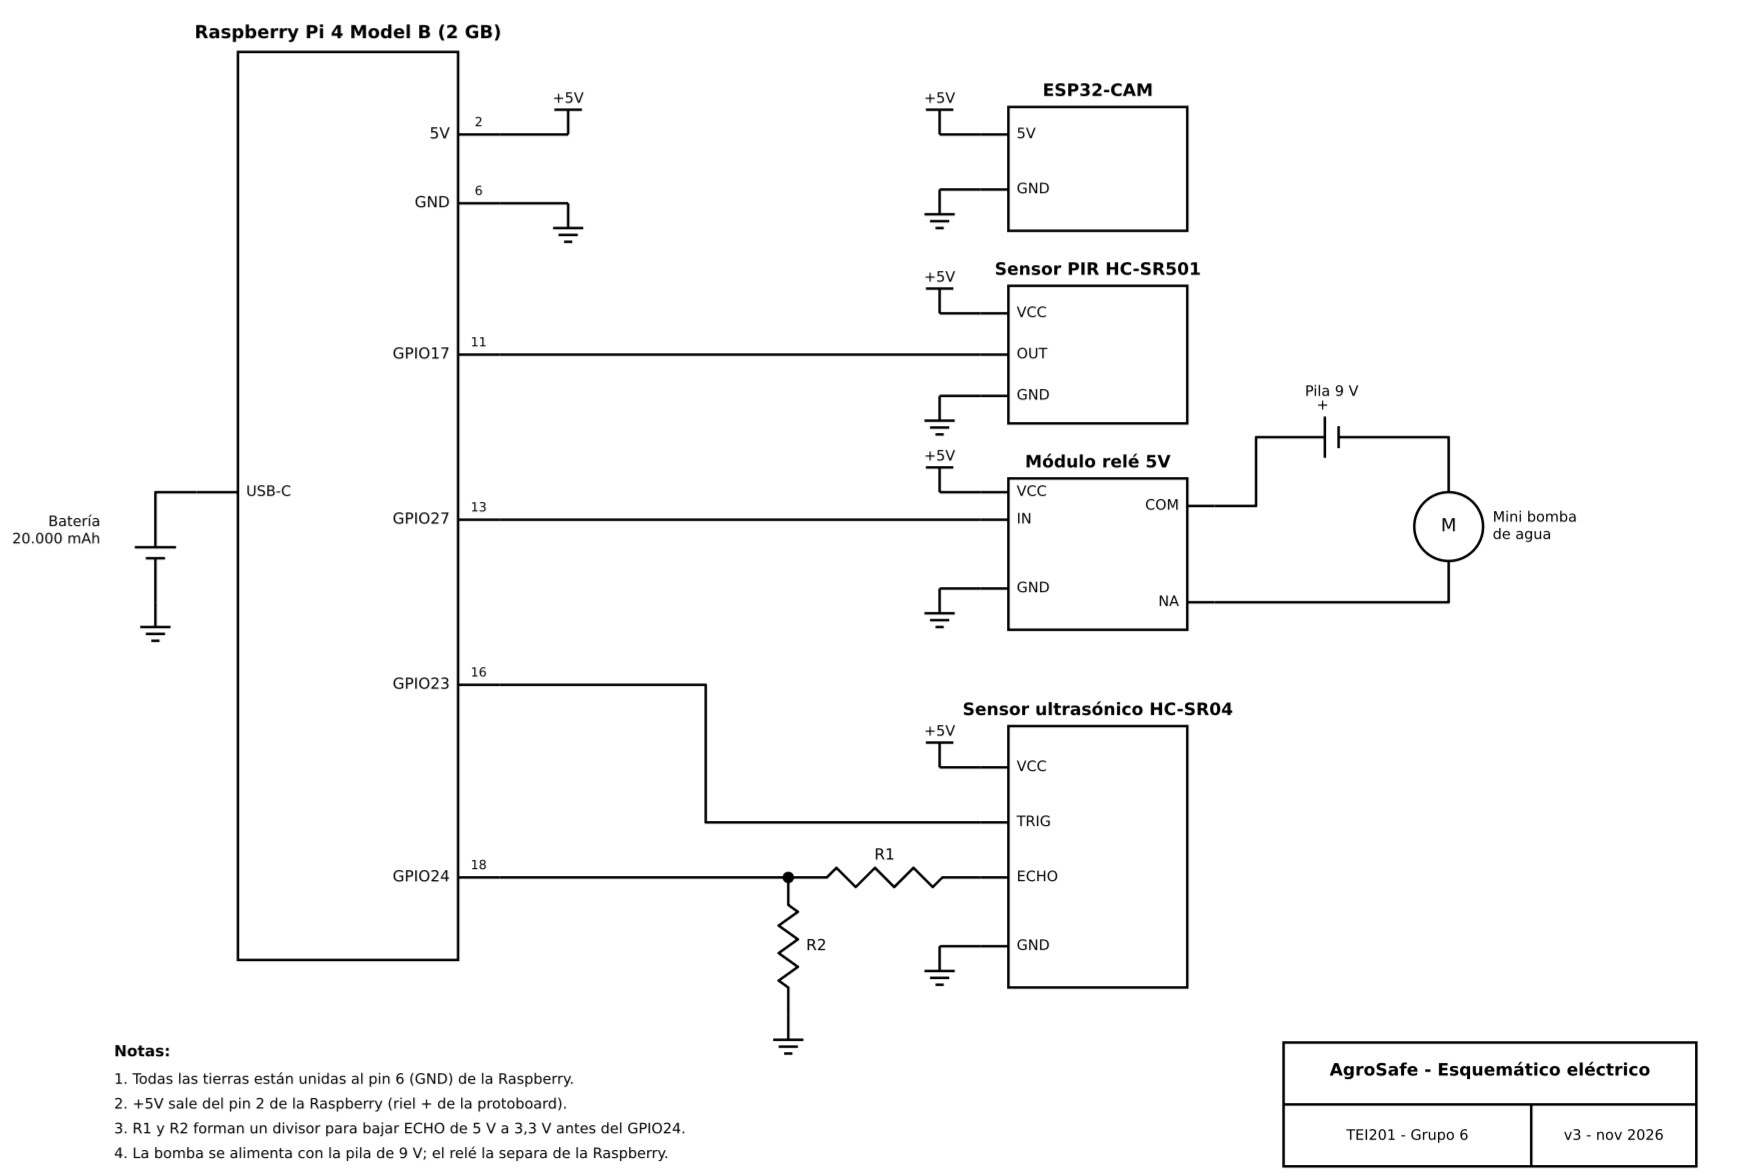 Raspberry Pi 4 Model B (2 GB)
5V
2
+5V
GND
6
GPIO17
11
USB-C
GPIO27
13
GPIO23
16
GPIO24
18
Batería
20.000 mAh
ESP32-CAM
+5V
5V
GND
Sensor PIR HC-SR501
+5V
VCC
OUT
GND
Módulo relé 5V
+5V
VCC
IN
GND
COM
NA
Pila 9 V
+
M
Mini bomba
de agua
Sensor ultrasónico HC-SR04
+5V
VCC
TRIG
ECHO
GND
R1
R2
Notas:
1. Todas las tierras están unidas al pin 6 (GND) de la Raspberry.
2. +5V sale del pin 2 de la Raspberry (riel + de la protoboard).
3. R1 y R2 forman un divisor para bajar ECHO de 5 V a 3,3 V antes del GPIO24.
4. La bomba se alimenta con la pila de 9 V; el relé la separa de la Raspberry.
AgroSafe - Esquemático eléctrico
TEI201 - Grupo 6
v3 - nov 2026